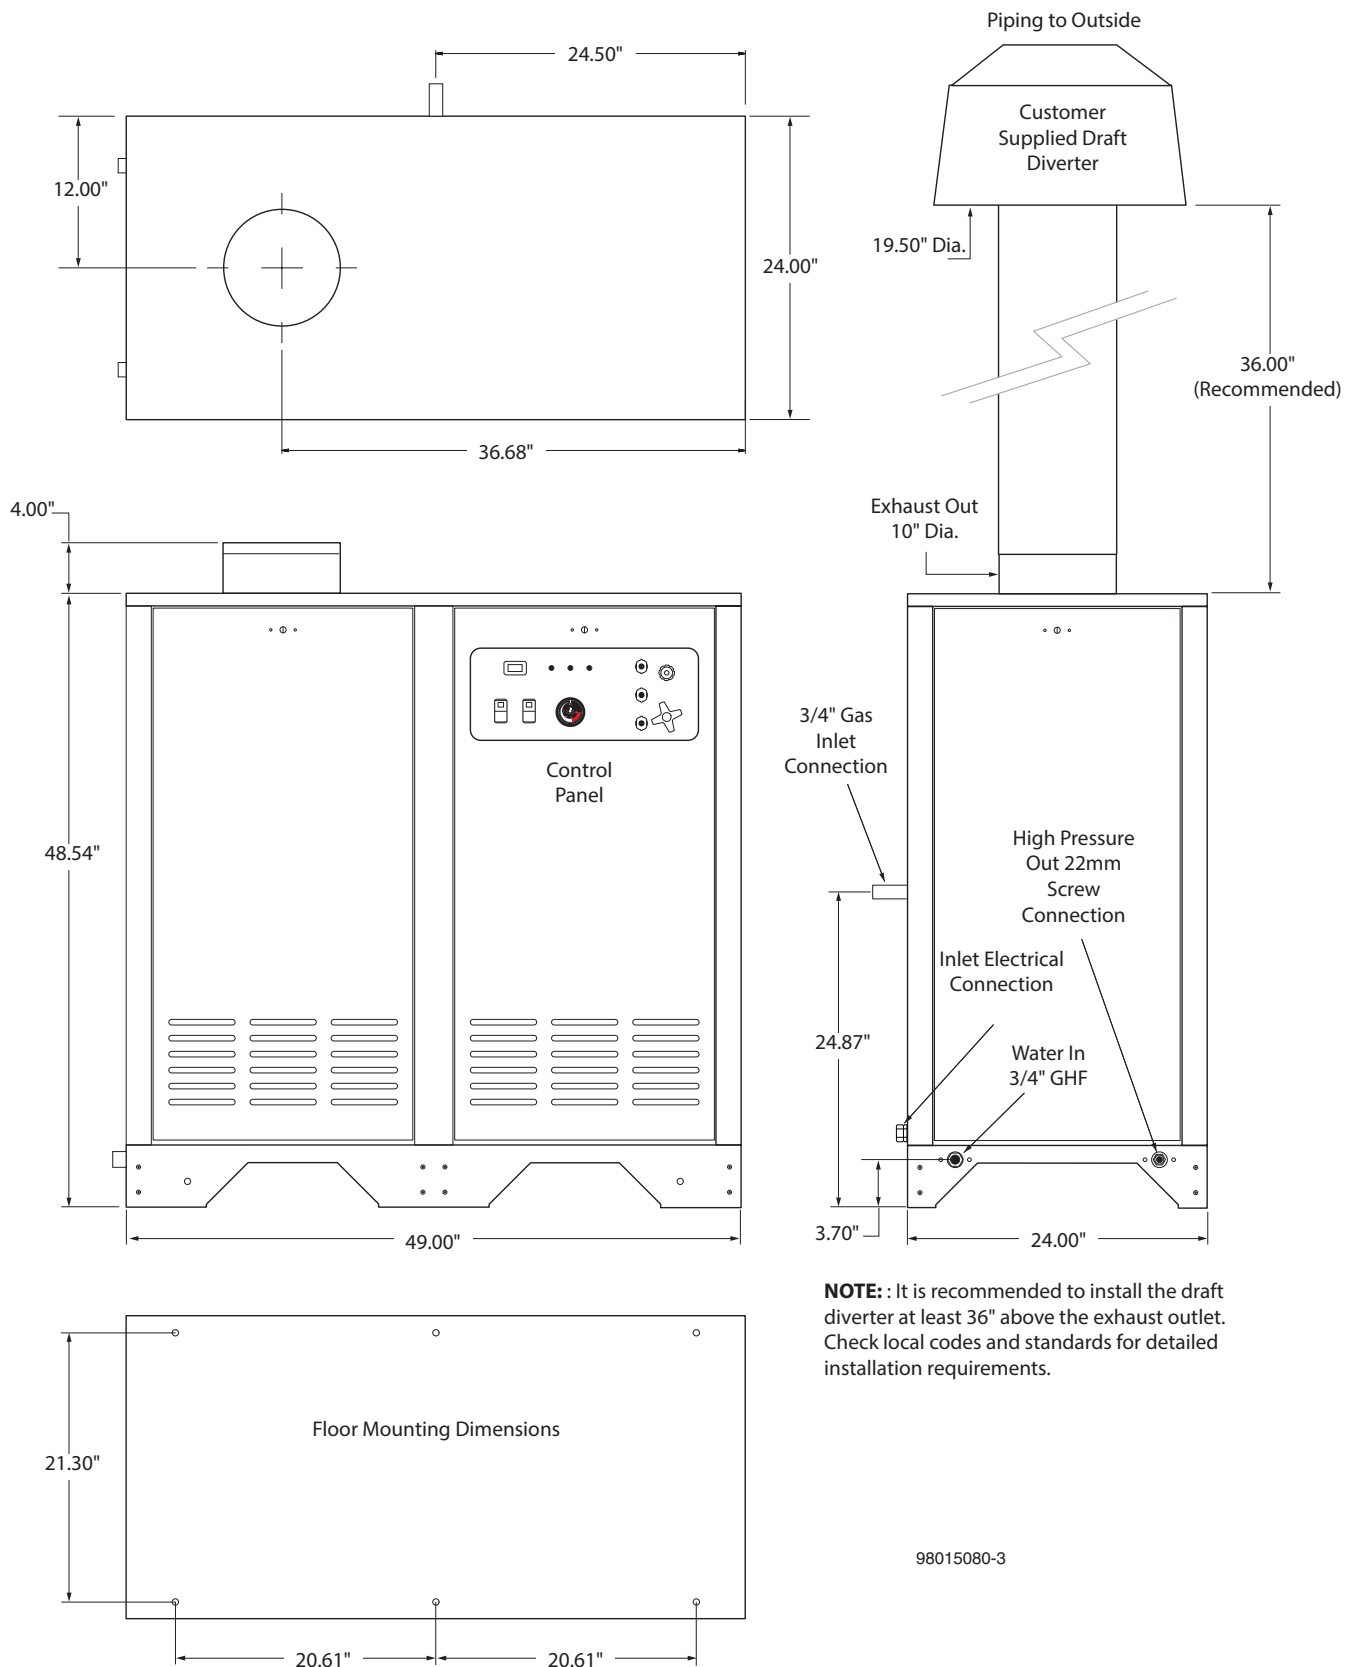 Piping to Outside
24.50"
Customer
Supplied Draft
Diverter
12.00"
19.50" Dia.
24.00"
36.00"
(Recommended)
36.68"
4.00"
Exhaust Out
10" Dia.
3/4" Gas
Inlet
Connection
Control
Panel
48.54"
High Pressure
Out 22mm
Screw
Connection
Inlet Electrical
Connection
24.87"
Water In
3/4" GHF
3.70"
24.00"
49.00"
NOTE: : It is recommended to install the draft
diverter at least 36" above the exhaust outlet.
Check local codes and standards for detailed
installation requirements.
Floor Mounting Dimensions
21.30"
98015080-3
20.61"
20.61"